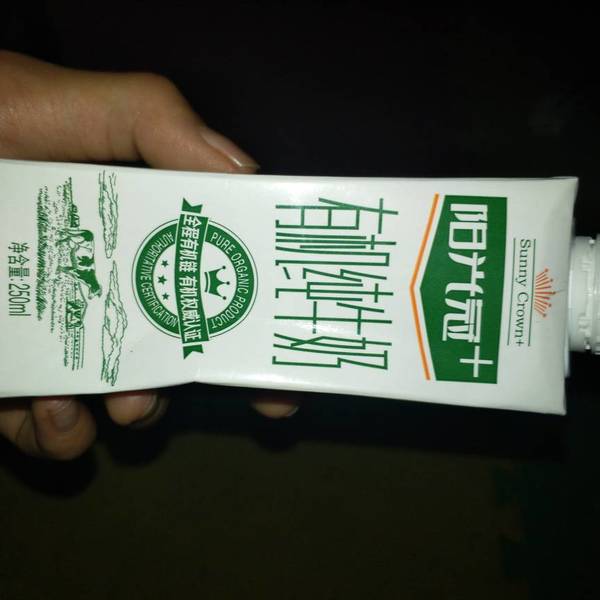 Sunny Crown+
阳光冠+
有机纯牛奶
PURE ORGANIC PRODUCT
全程有机链 有机权威认证
AUTHORITATIVE CERTIFICATION
净含量:250ml